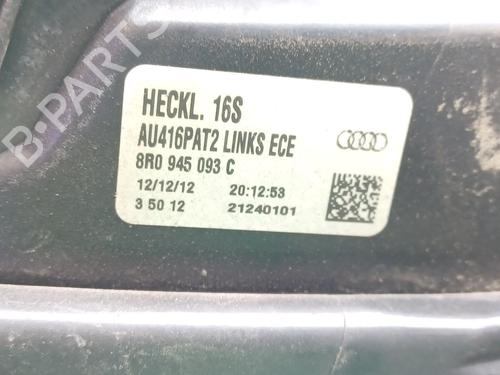 B-PARTS
HECKL. 16S
AU416PAT2 LINKS ECE
8R0 945 093 C
12/12/12 20:12:53
3 50 12 21240101